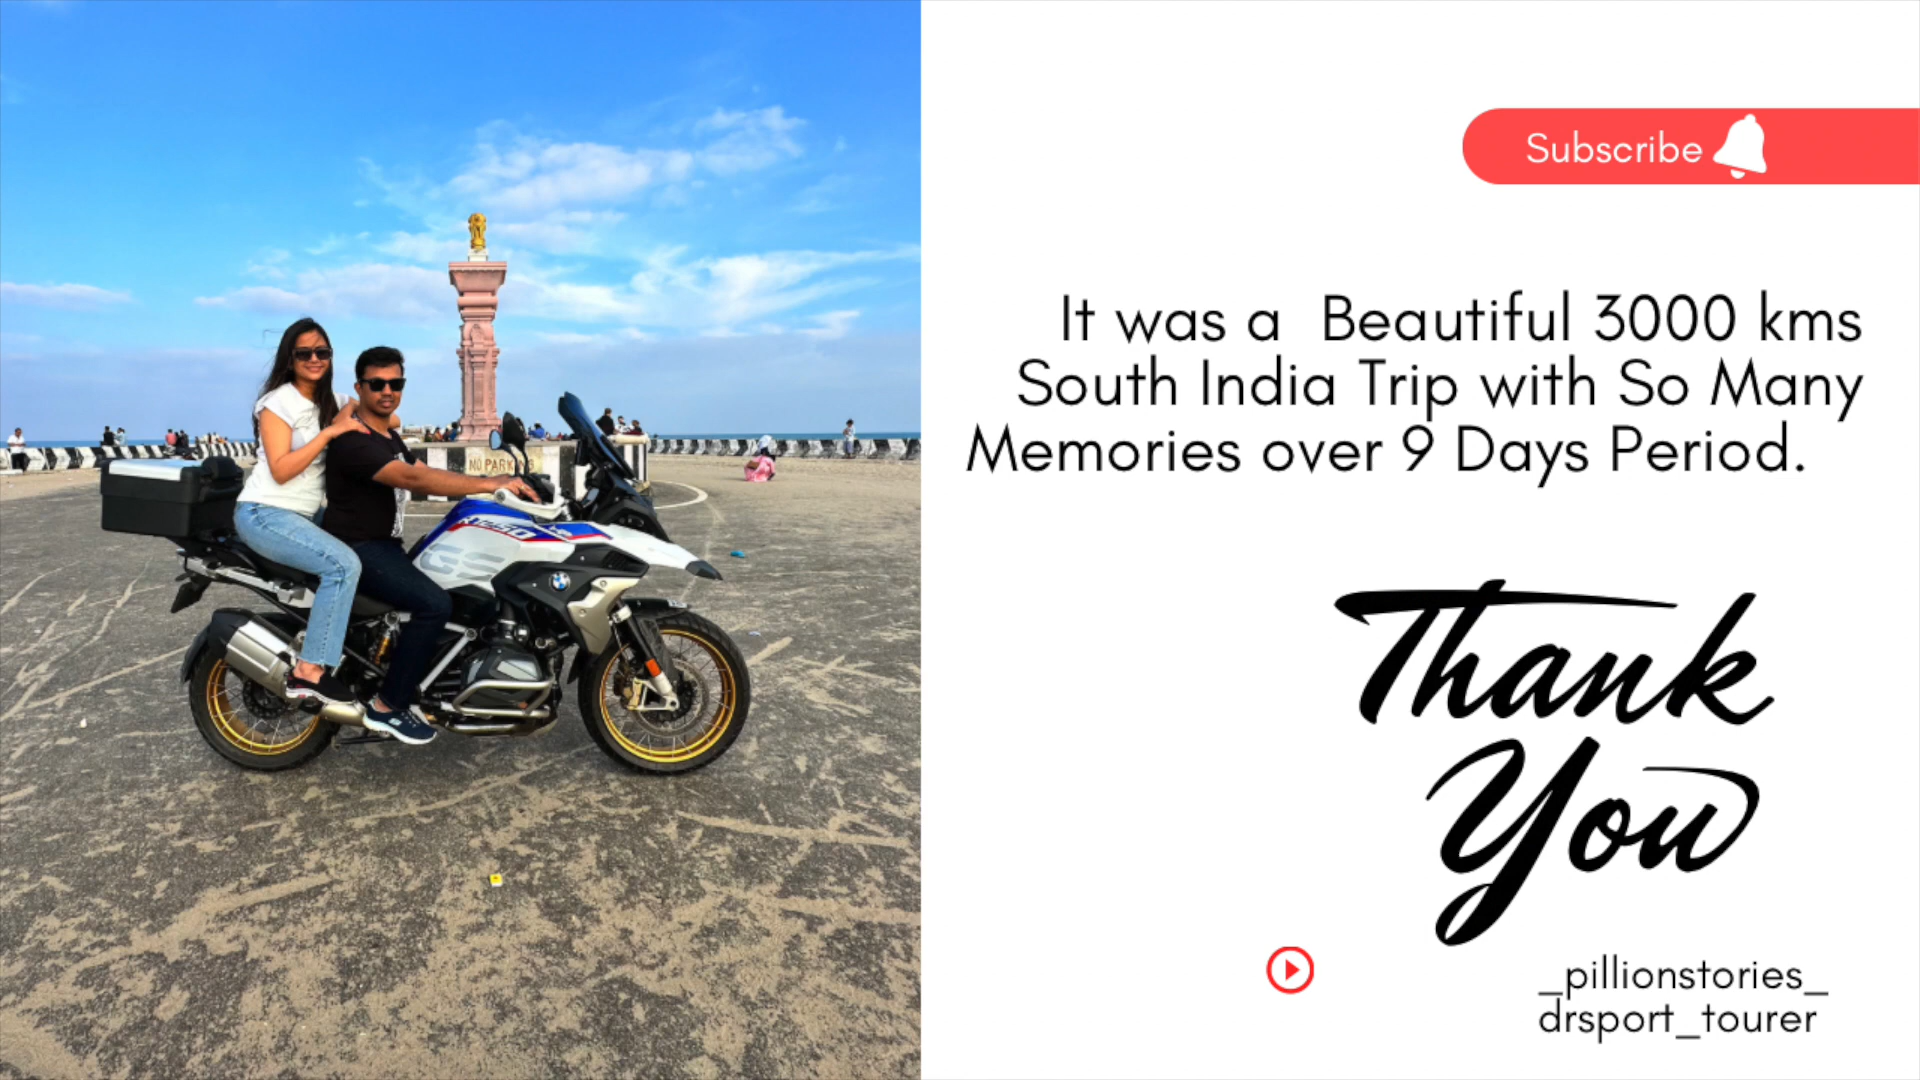 Subscribe
It was a Beautiful 3000 kms
South India Trip with So Many
Memories over 9 Days Period.
Thank
You
_pillionstories_
drsport_tourer
NO PARKING
R1250
GS